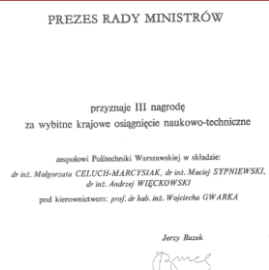 PREZES RADY MINISTRÓW
przyznaje III nagrodę
za wybitne krajowe osiągnięcie naukowo-techniczne
zespołowi Politechniki Warszawskiej w składzie:
dr inż. Małgorzata CELUCH-MARCYSIAK, dr inż. Maciej SYPNIEWSKI,
dr inż. Andrzej WIĘCKOWSKI
pod kierownictwem: prof. dr hab. inż. Wojciecha GWARKA
Jerzy Buzek